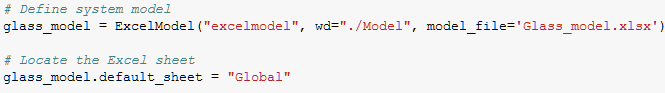 # Define system model
glass_model = ExcelModel("excelmodel", wd="./Model", model_file='Glass_model.xlsx')
# Locate the Excel sheet
glass_model.default_sheet = "Global"